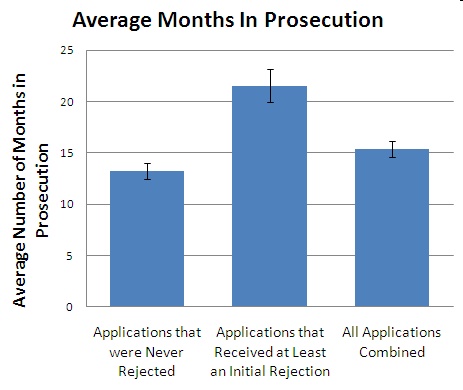 Average Months In Prosecution
Average Number of Months in
Prosecution
25
20
15
10
5
0
Applications that
were Never
Rejected
Applications that
Received at Least
an Initial Rejection
All Applications
Combined